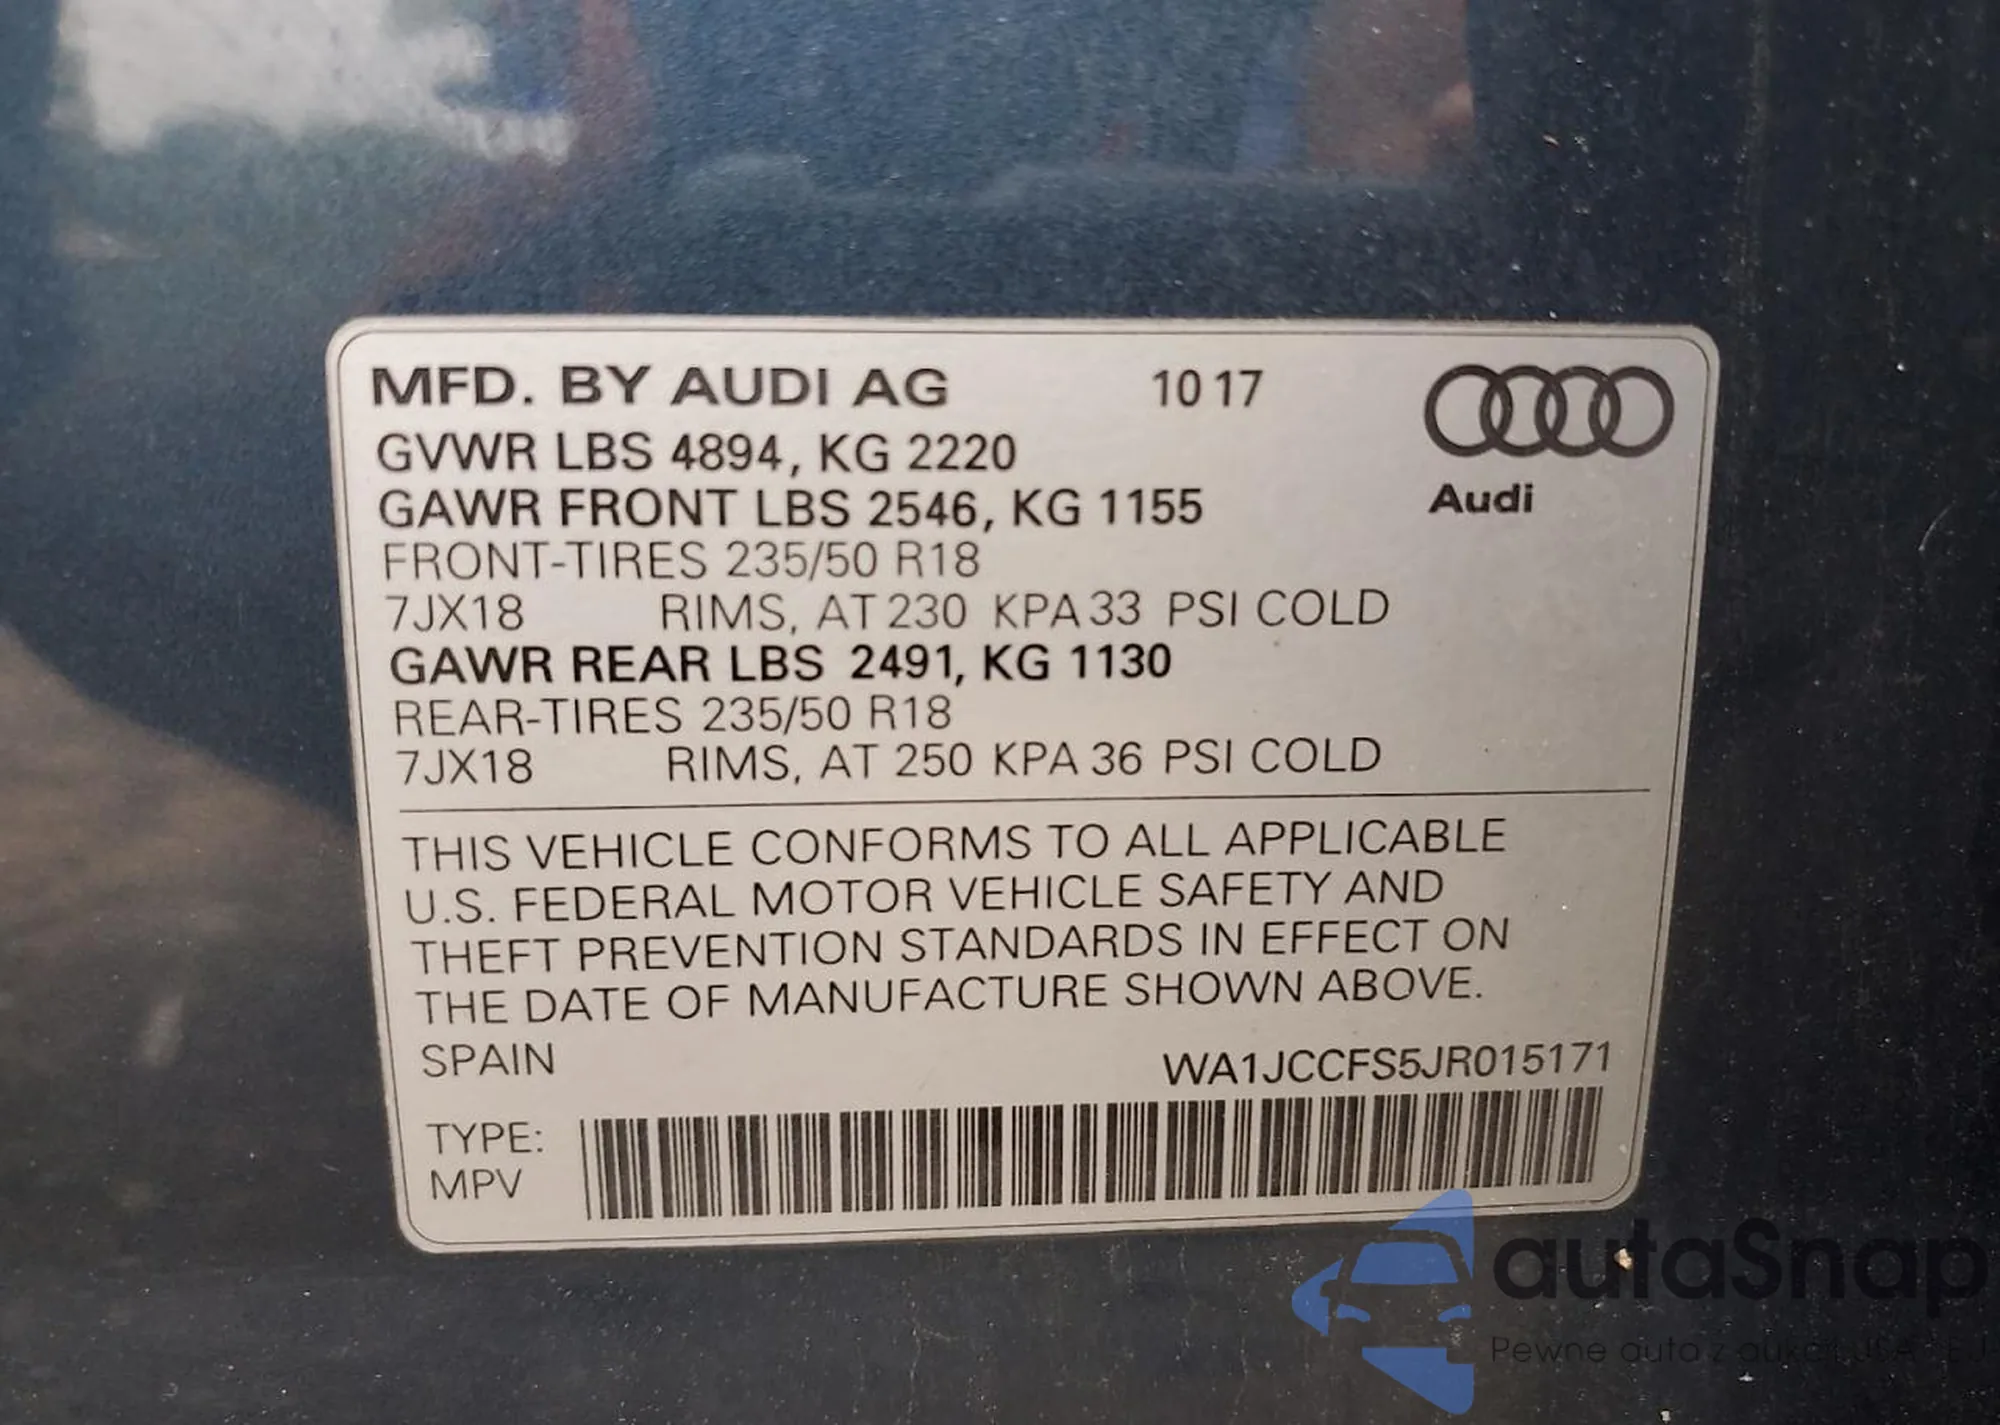 MFD. BY AUDI AG 10 17
GVWR LBS 4894, KG 2220
GAWR FRONT LBS 2546, KG 1155
Audi
FRONT-TIRES 235/50 R18
7JX18 RIMS, AT 230 KPA 33 PSI COLD
GAWR REAR LBS 2491, KG 1130
REAR-TIRES 235/50 R18
7JX18 RIMS, AT 250 KPA 36 PSI COLD
THIS VEHICLE CONFORMS TO ALL APPLICABLE
U.S. FEDERAL MOTOR VEHICLE SAFETY AND
THEFT PREVENTION STANDARDS IN EFFECT ON
THE DATE OF MANUFACTURE SHOWN ABOVE.
SPAIN WA1JCCFS5JR015171
TYPE:
MPV
autaSnap
Pewne auta z aukcji USA